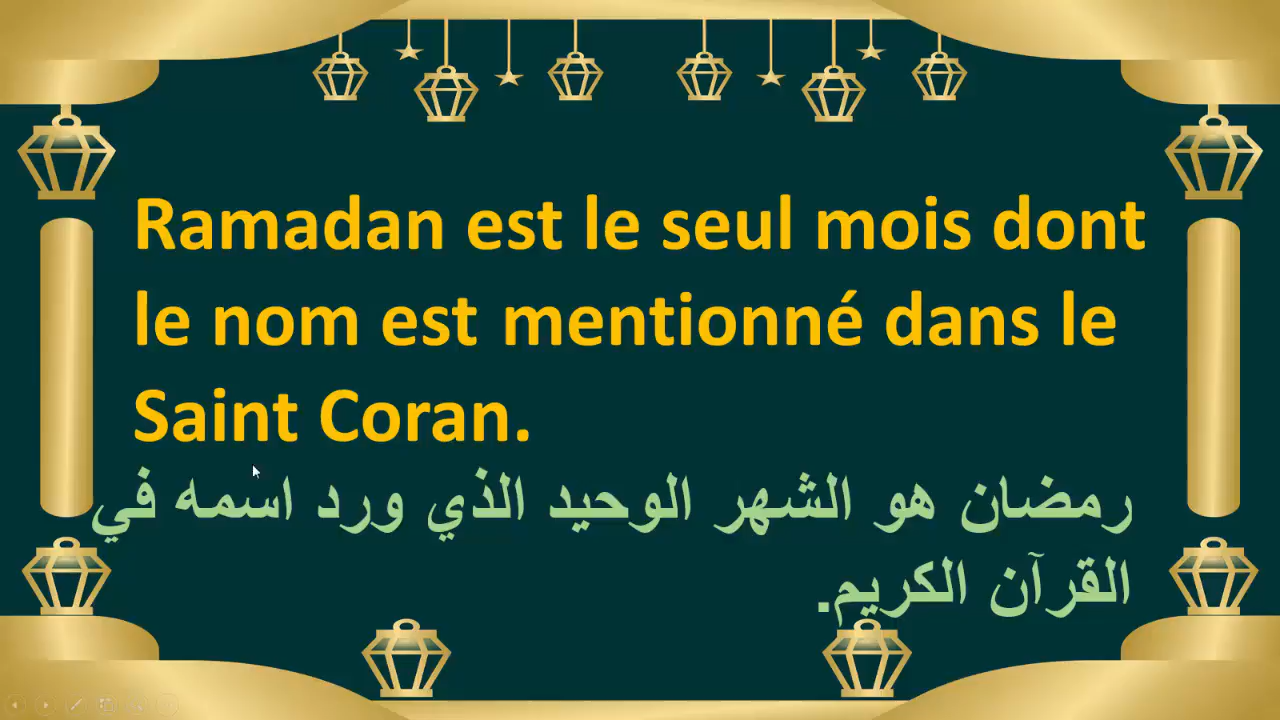 Ramadan est le seul mois dont
le nom est mentionné dans le
Saint Coran.
رمضان هو الشهر الوحيد الذي ورد اسمه في
القرآن الكريم.